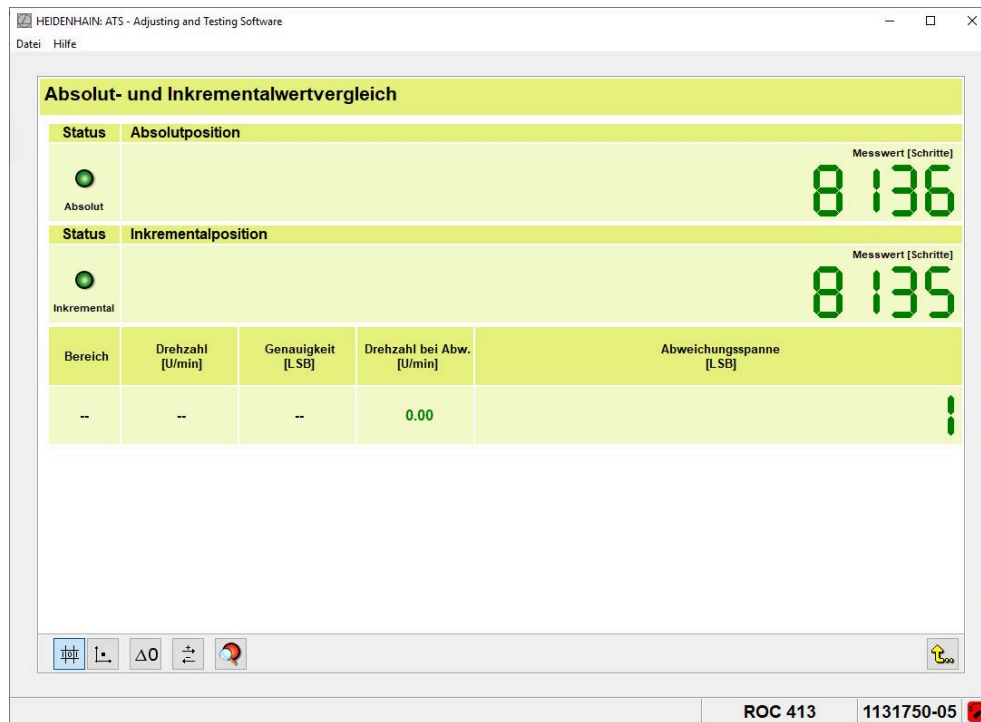 HEIDENHAIN: ATS - Adjusting and Testing Software
Datei Hilfe
Absolut- und Inkrementalwertvergleich
Status Absolutposition
Messwert [Schritte]
Absolut
8136
Status Inkrementalposition
Messwert [Schritte]
Inkremental
8135
Bereich Drehzahl [U/min] Genauigkeit [LSB] Drehzahl bei Abw. [U/min] Abweichungsspanne [LSB]
-- -- -- 0.00 1
Δ0
ROC 413 1131750-05